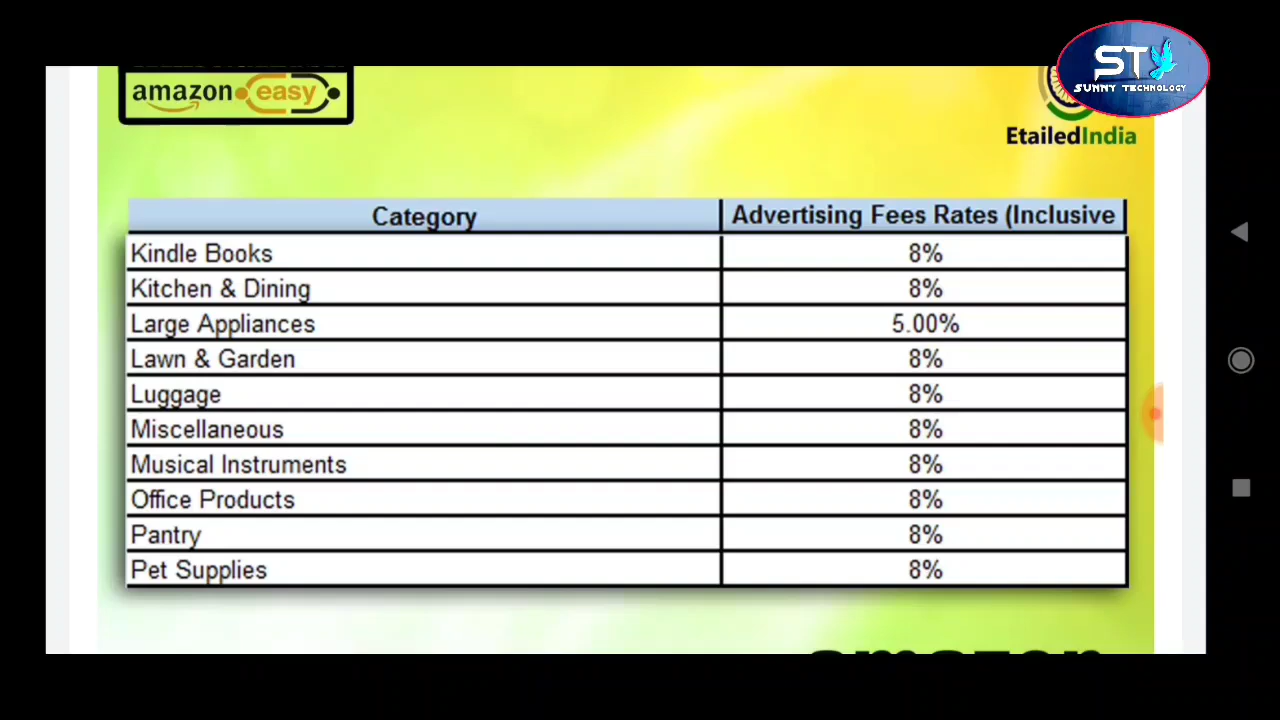 amazon easy
ST
SUNNY TECHNOLOGY
EtailedIndia
Category Advertising Fees Rates (Inclusive
Kindle Books 8%
Kitchen & Dining 8%
Large Appliances 5.00%
Lawn & Garden 8%
Luggage 8%
Miscellaneous 8%
Musical Instruments 8%
Office Products 8%
Pantry 8%
Pet Supplies 8%